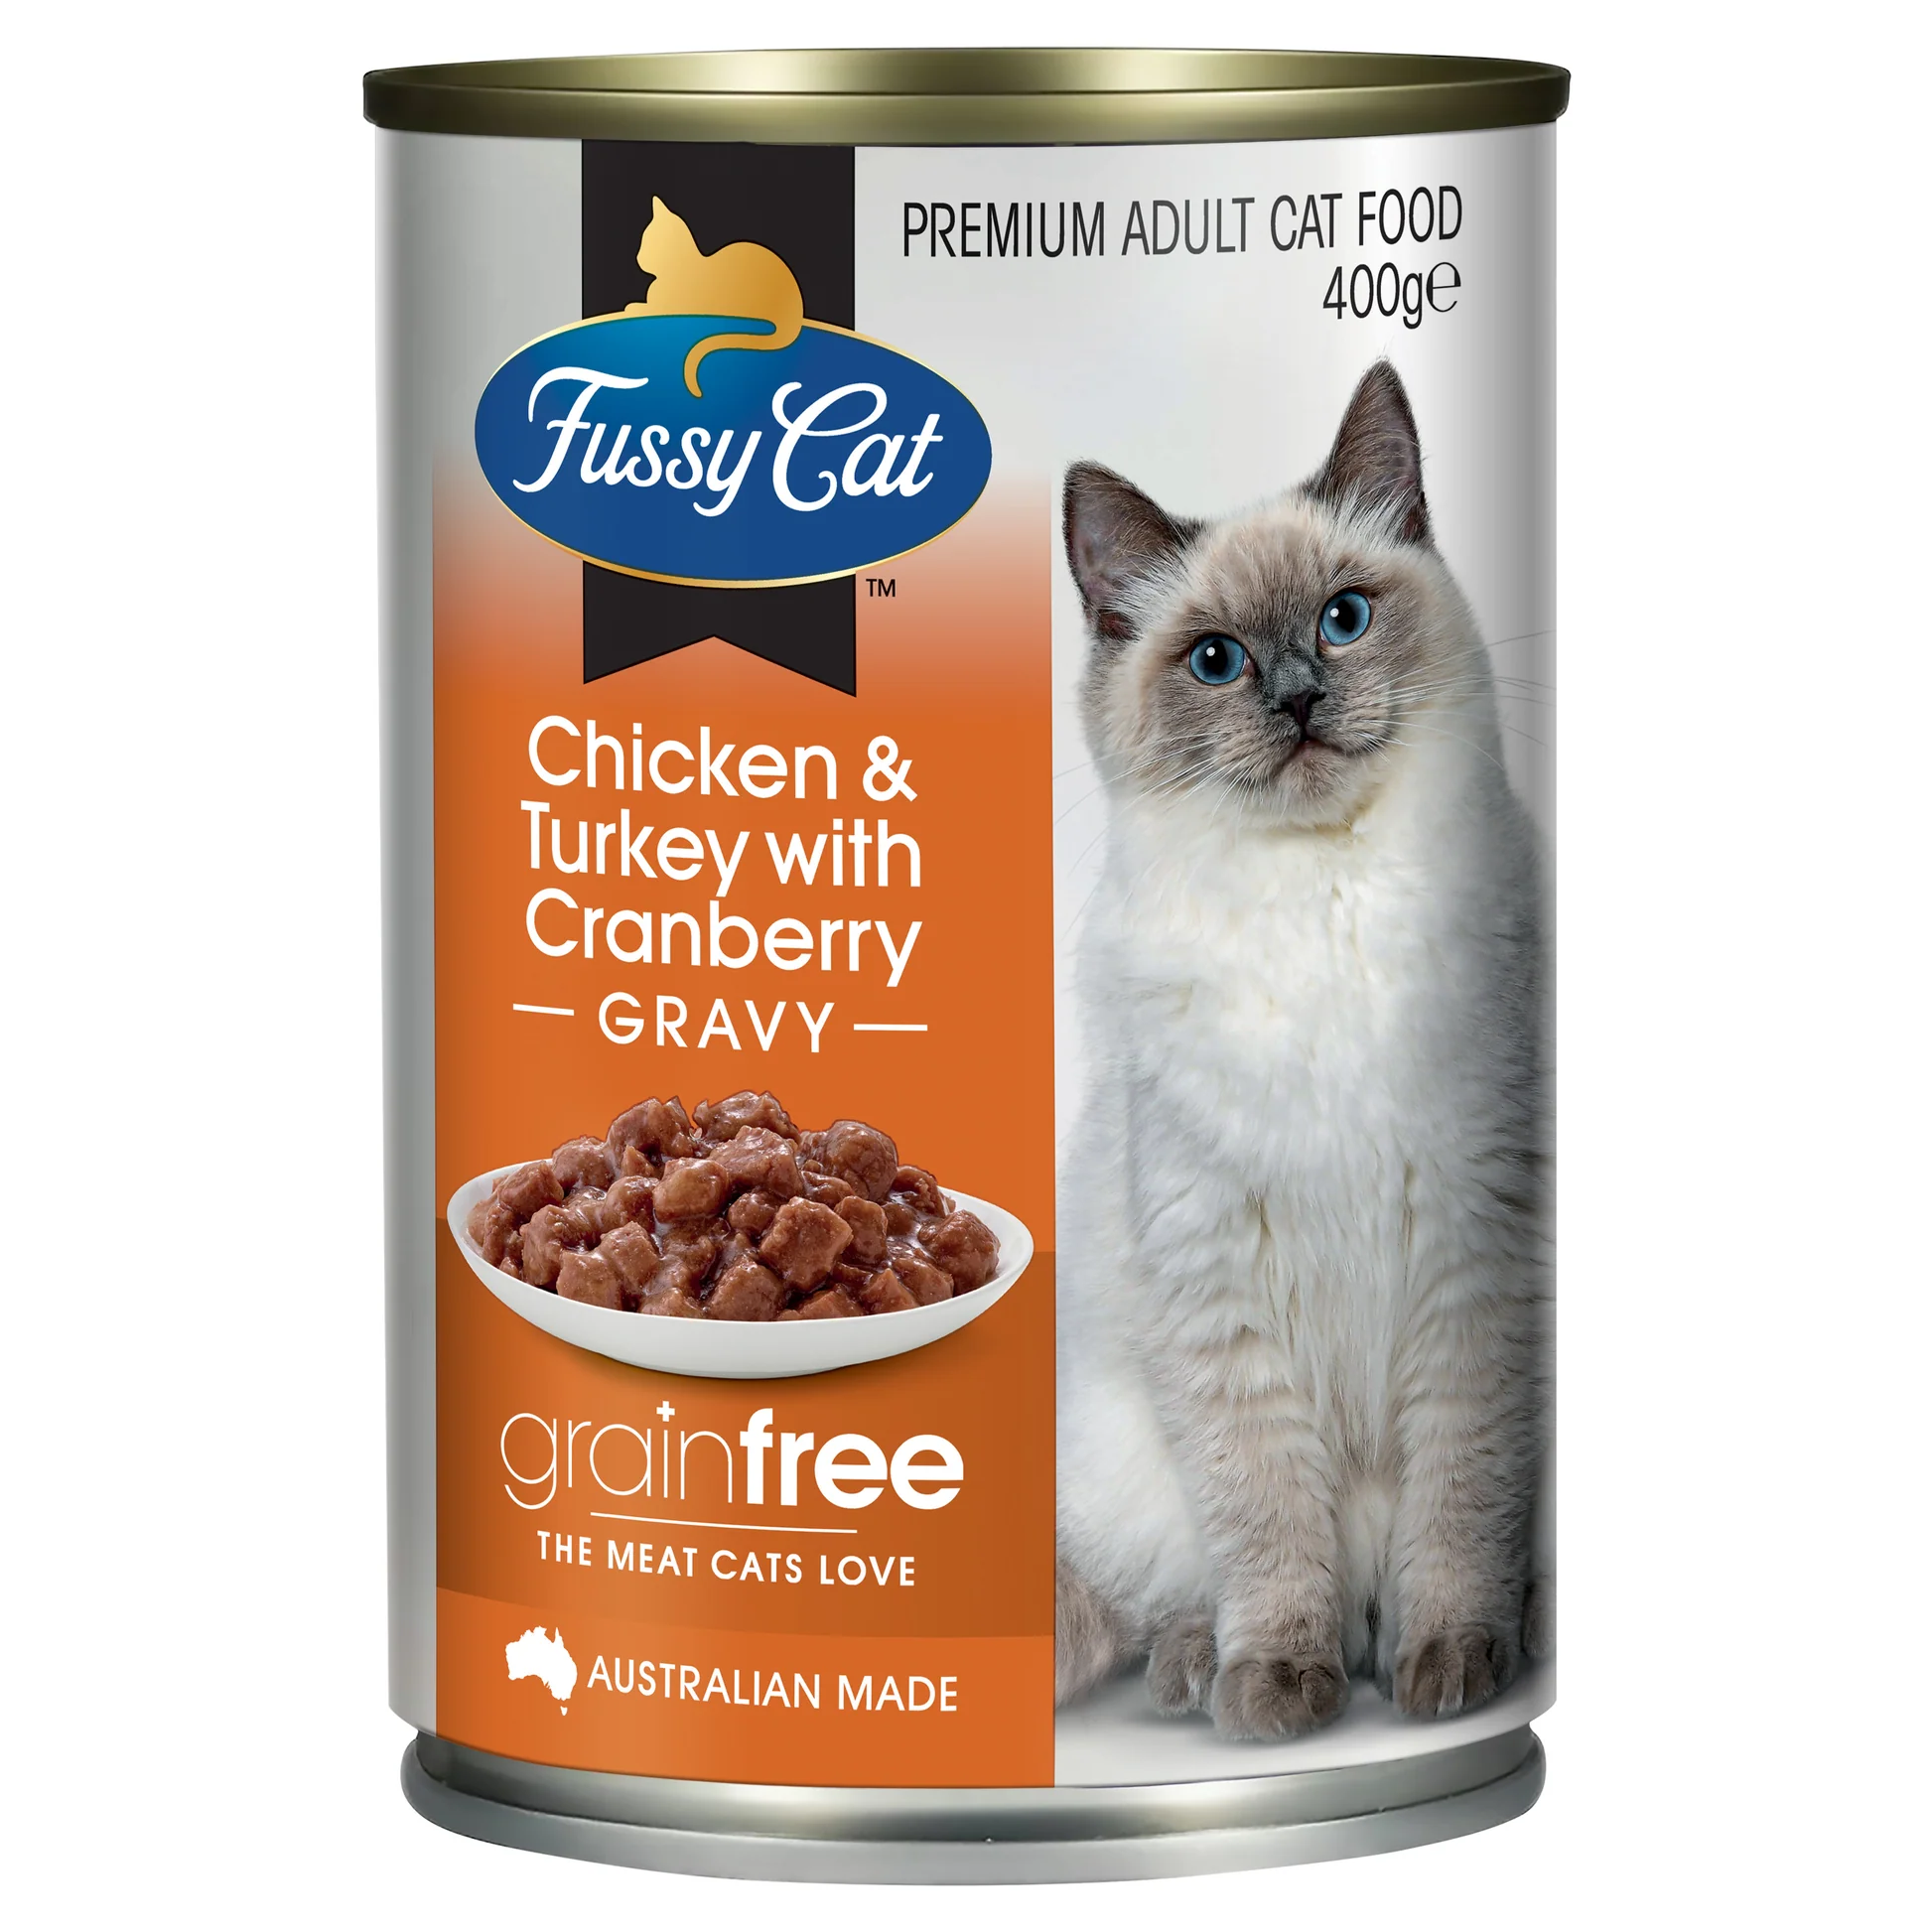 PREMIUM ADULT CAT FOOD
400g℮
Fussy Cat
TM
Chicken &
Turkey with
Cranberry
GRAVY
grainfree
THE MEAT CATS LOVE
AUSTRALIAN MADE